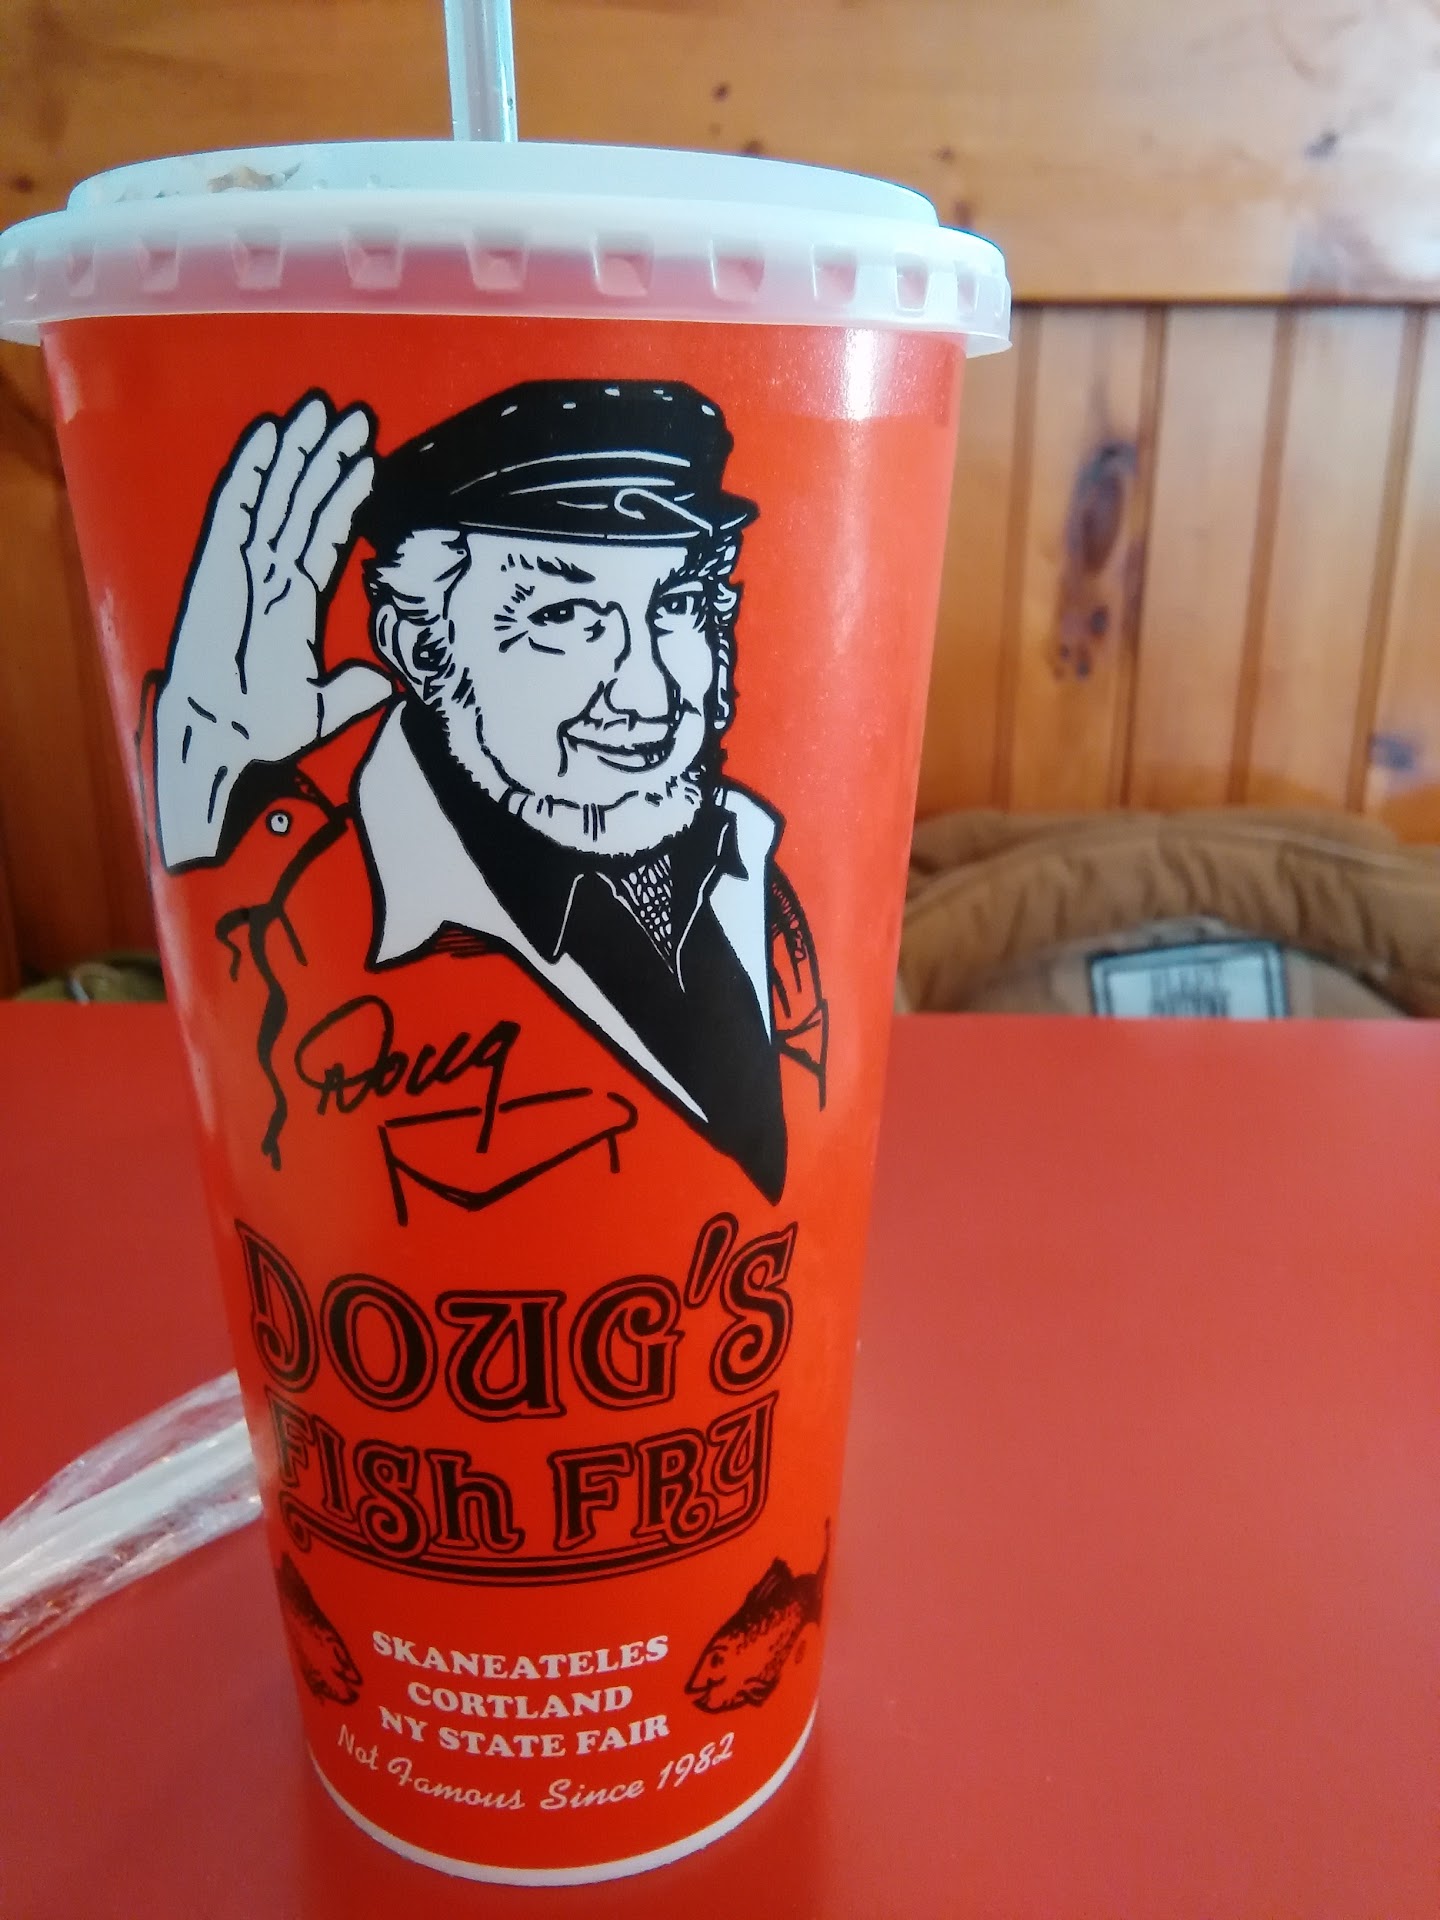 Doug
DOUG'S
FISH FRY
SKANEATELES
CORTLAND
NY STATE FAIR
Not Famous Since 1982